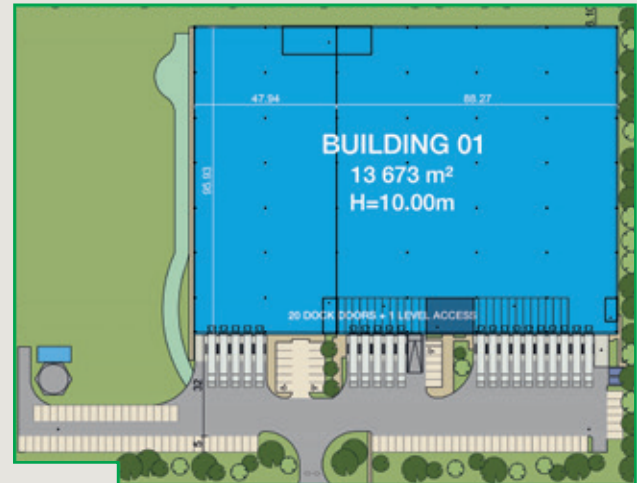 47.94
88.27
95.93
BUILDING 01
13 673 m²
H=10.00m
20 DOCK DOORS + 1 LEVEL ACCESS
32
5